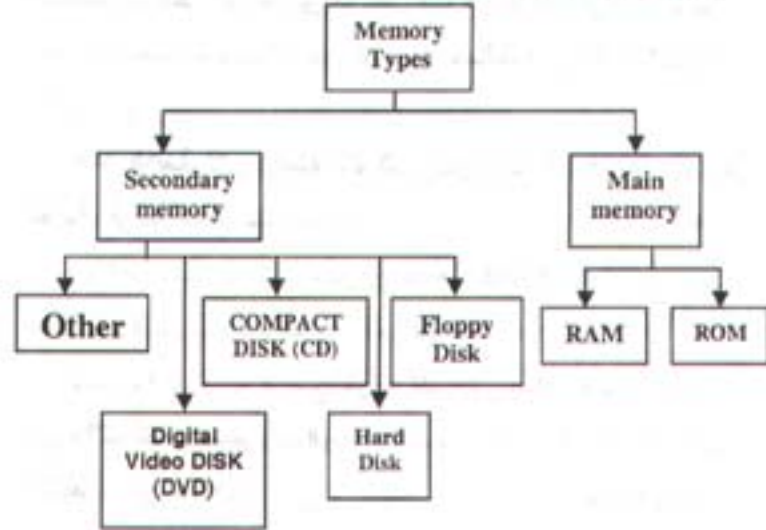 Memory
Types
Secondary
memory
Main
memory
Other
COMPACT
DISK (CD)
Floppy
Disk
RAM
ROM
Digital
Video DISK
(DVD)
Hard
Disk